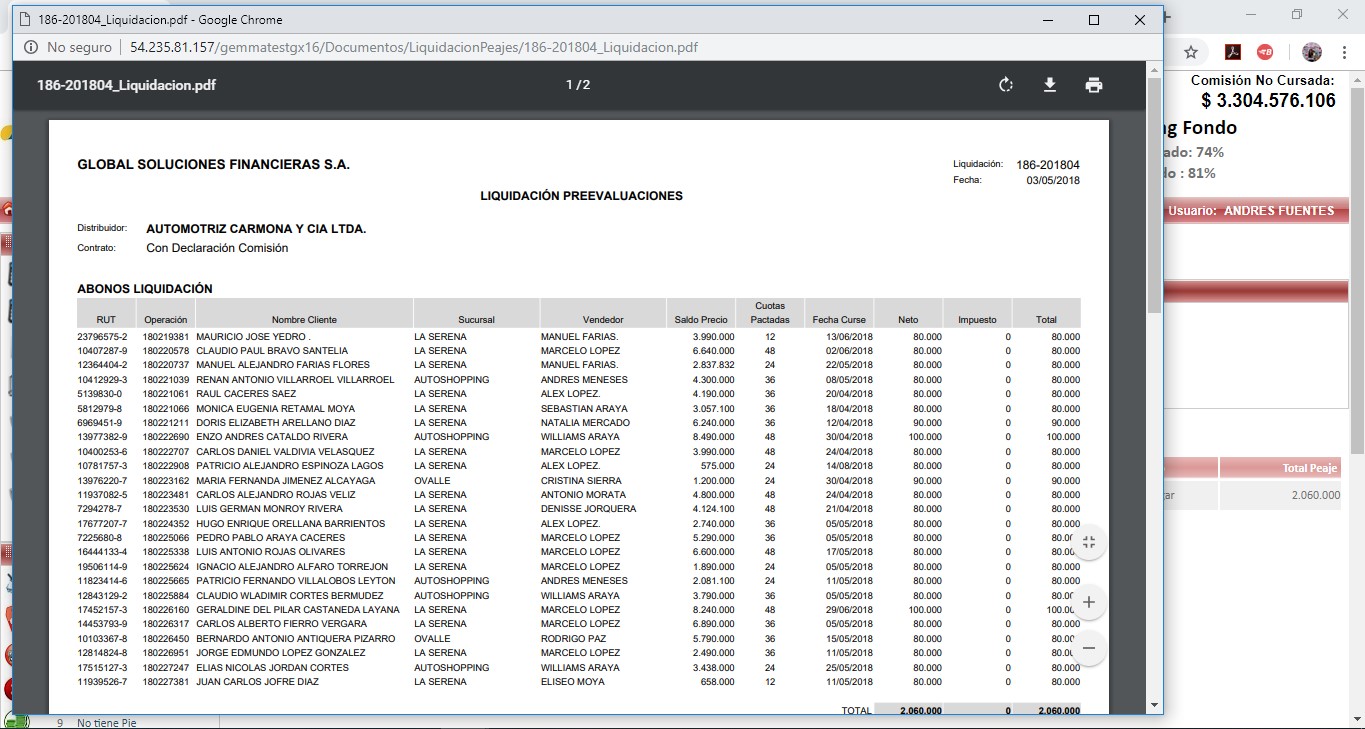 186-201804_Liquidacion.pdf - Google Chrome
No seguro 54.235.81.157/gemmatestgx16/Documentos/LiquidacionPeajes/186-201804_Liquidacion.pdf
186-201804_Liquidacion.pdf 1 / 2
Comisión No Cursada:
$ 3.304.576.106
ng Fondo
ado: 74%
do : 81%
Usuario: ANDRES FUENTES
GLOBAL SOLUCIONES FINANCIERAS S.A.
Liquidación: 186-201804
Fecha: 03/05/2018
LIQUIDACIÓN PREEVALUACIONES
Distribuidor: AUTOMOTRIZ CARMONA Y CIA LTDA.
Contrato: Con Declaración Comisión
ABONOS LIQUIDACIÓN
RUT Operación Nombre Cliente Sucursal Vendedor Saldo Precio Cuotas Pactadas Fecha Curse Neto Impuesto Total
23796575-2 180219381 MAURICIO JOSE YEDRO . LA SERENA MANUEL FARIAS. 3.990.000 12 13/06/2018 80.000 0 80.000
10407287-9 180220578 CLAUDIO PAUL BRAVO SANTELIA LA SERENA MARCELO LOPEZ 6.640.000 48 02/06/2018 80.000 0 80.000
12364404-2 180220737 MANUEL ALEJANDRO FARIAS FLORES LA SERENA MANUEL FARIAS. 2.837.832 24 22/05/2018 80.000 0 80.000
10412929-3 180221039 RENAN ANTONIO VILLARROEL VILLARROEL AUTOSHOPPING ANDRES MENESES 4.300.000 36 08/05/2018 80.000 0 80.000
5139830-0 180221061 RAUL CACERES SAEZ LA SERENA ALEX LOPEZ. 4.190.000 36 20/04/2018 80.000 0 80.000
5812979-8 180221066 MONICA EUGENIA RETAMAL MOYA LA SERENA SEBASTIAN ARAYA 3.057.100 36 18/04/2018 80.000 0 80.000
6969451-9 180221211 DORIS ELIZABETH ARELLANO DIAZ LA SERENA NATALIA MERCADO 6.240.000 36 12/04/2018 90.000 0 90.000
13977382-9 180222690 ENZO ANDRES CATALDO RIVERA AUTOSHOPPING WILLIAMS ARAYA 8.490.000 48 30/04/2018 100.000 0 100.000
10400253-6 180222707 CARLOS DANIEL VALDIVIA VELASQUEZ LA SERENA MARCELO LOPEZ 3.990.000 48 24/04/2018 80.000 0 80.000
10781757-3 180222908 PATRICIO ALEJANDRO ESPINOZA LAGOS LA SERENA ALEX LOPEZ. 575.000 24 14/08/2018 80.000 0 80.000
13976220-7 180223162 MARIA FERNANDA JIMENEZ ALCAYAGA OVALLE CRISTINA SIERRA 1.200.000 24 30/04/2018 90.000 0 90.000
11937082-5 180223481 CARLOS ALEJANDRO ROJAS VELIZ LA SERENA ANTONIO MORATA 4.800.000 48 24/04/2018 80.000 0 80.000
7294278-7 180223530 LUIS GERMAN MONROY RIVERA LA SERENA DENISSE JORQUERA 4.124.100 48 21/04/2018 80.000 0 80.000
17677207-7 180224352 HUGO ENRIQUE ORELLANA BARRIENTOS LA SERENA ALEX LOPEZ. 2.740.000 36 05/05/2018 80.000 0 80.000
7225680-8 180225066 PEDRO PABLO ARAYA CACERES LA SERENA MARCELO LOPEZ 5.290.000 36 05/05/2018 80.000 0 80.00
16444133-4 180225338 LUIS ANTONIO ROJAS OLIVARES LA SERENA MARCELO LOPEZ 6.600.000 48 17/05/2018 80.000 0 80.00
19506114-9 180225624 IGNACIO ALEJANDRO ALFARO TORREJON LA SERENA MARCELO LOPEZ 1.890.000 24 05/05/2018 80.000 0 80.000
11823414-6 180225665 PATRICIO FERNANDO VILLALOBOS LEYTON AUTOSHOPPING ANDRES MENESES 2.081.100 24 11/05/2018 80.000 0 80.000
12843129-2 180225884 CLAUDIO WLADIMIR CORTES BERMUDEZ AUTOSHOPPING WILLIAMS ARAYA 3.790.000 36 05/05/2018 80.000 0 80.00
17452157-3 180226160 GERALDINE DEL PILAR CASTANEDA LAYANA LA SERENA MARCELO LOPEZ 8.240.000 48 29/06/2018 100.000 0 100.00
14453793-9 180226317 CARLOS ALBERTO FIERRO VERGARA LA SERENA MARCELO LOPEZ 6.890.000 36 05/05/2018 80.000 0 80.000
10103367-8 180226450 BERNARDO ANTONIO ANTIQUERA PIZARRO OVALLE RODRIGO PAZ 5.790.000 36 15/05/2018 80.000 0 80.00
12814824-8 180226951 JORGE EDMUNDO LOPEZ GONZALEZ LA SERENA MARCELO LOPEZ 2.490.000 36 11/05/2018 80.000 0 80.00
17515127-3 180227247 ELIAS NICOLAS JORDAN CORTES AUTOSHOPPING WILLIAMS ARAYA 3.438.000 24 25/05/2018 80.000 0 80.000
11939526-7 180227381 JUAN CARLOS JOFRE DIAZ LA SERENA ELISEO MOYA 658.000 12 11/05/2018 80.000 0 80.000
TOTAL 2.060.000 0 2.060.000
Total Peaje
ar 2.060.000
9 No tiene Pie